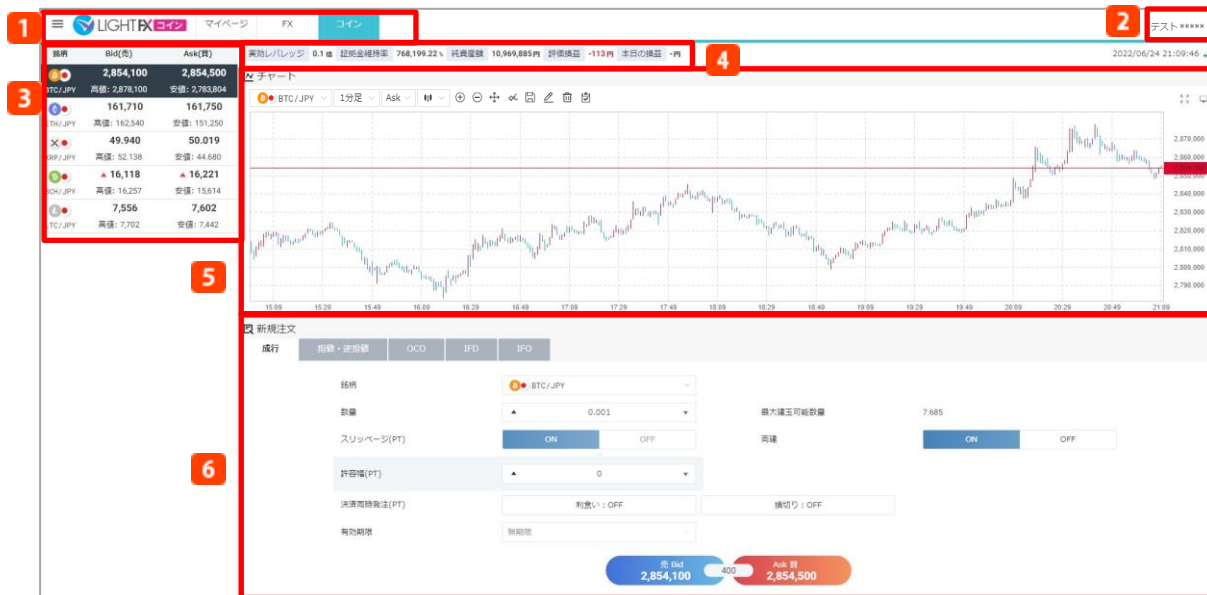 1
≡ LIGHT FX コイン マイページ FX コイン
2
テスト*****
銘柄 Bid(売) Ask(買)
実効レバレッジ 0.1倍 証拠金維持率 768,199.22% 純資産額 10,969,885円 評価損益 -113円 本日の損益 -円
4
2022/06/24 21:09:46
3
2,854,100 2,854,500
BTC/JPY 高値: 2,878,100 安値: 2,783,804
161,710 161,750
ETH/JPY 高値: 162,540 安値: 151,250
49.940 50.019
XRP/JPY 高値: 52.138 安値: 44.680
▲ 16,118 ▲ 16,221
BCH/JPY 高値: 16,257 安値: 15,614
7,556 7,602
LTC/JPY 高値: 7,702 安値: 7,442
チャート
BTC/JPY 1分足 Ask
2,870,000
2,860,000
2,850,000
2,840,000
2,830,000
2,820,000
2,810,000
2,800,000
2,790,000
15:09 15:29 15:49 16:09 16:29 16:49 17:09 17:29 17:49 18:09 18:29 18:49 19:09 19:29 19:49 20:09 20:29 20:49 21:09
5
新規注文
成行 指値・逆指値 OCO IFD IFO
銘柄 BTC/JPY
数量 ▲ 0.001 ▼ 最大建玉可能数量 7.685
スリッページ(PT) ON OFF 両建 ON OFF
6
許容幅(PT) ▲ 0 ▼
決済同時発注(PT) 利食い:OFF 損切り:OFF
有効期限 無期限
売 Bid Ask 買
2,854,100 400 2,854,500